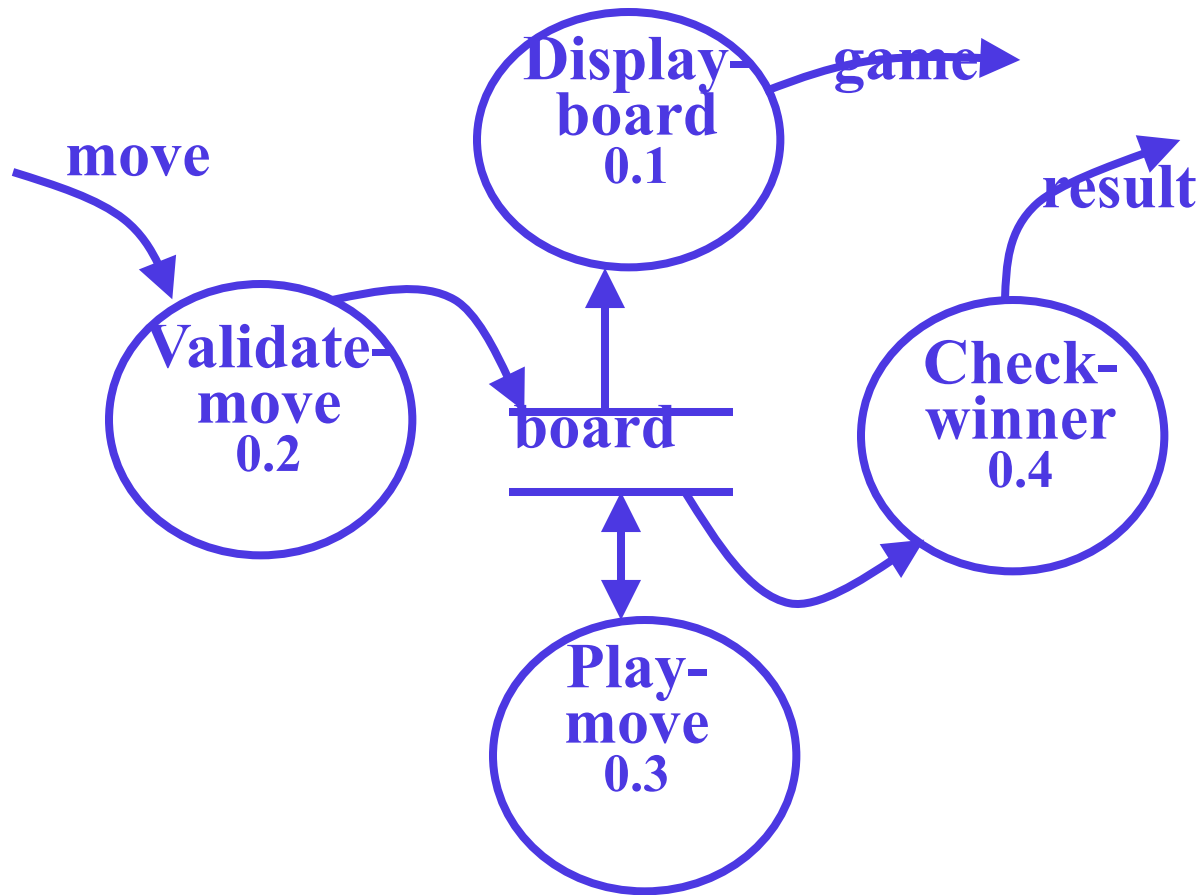 Display-
board
0.1
game
move
result
Validate-
move
0.2
board
Check-
winner
0.4
Play-
move
0.3